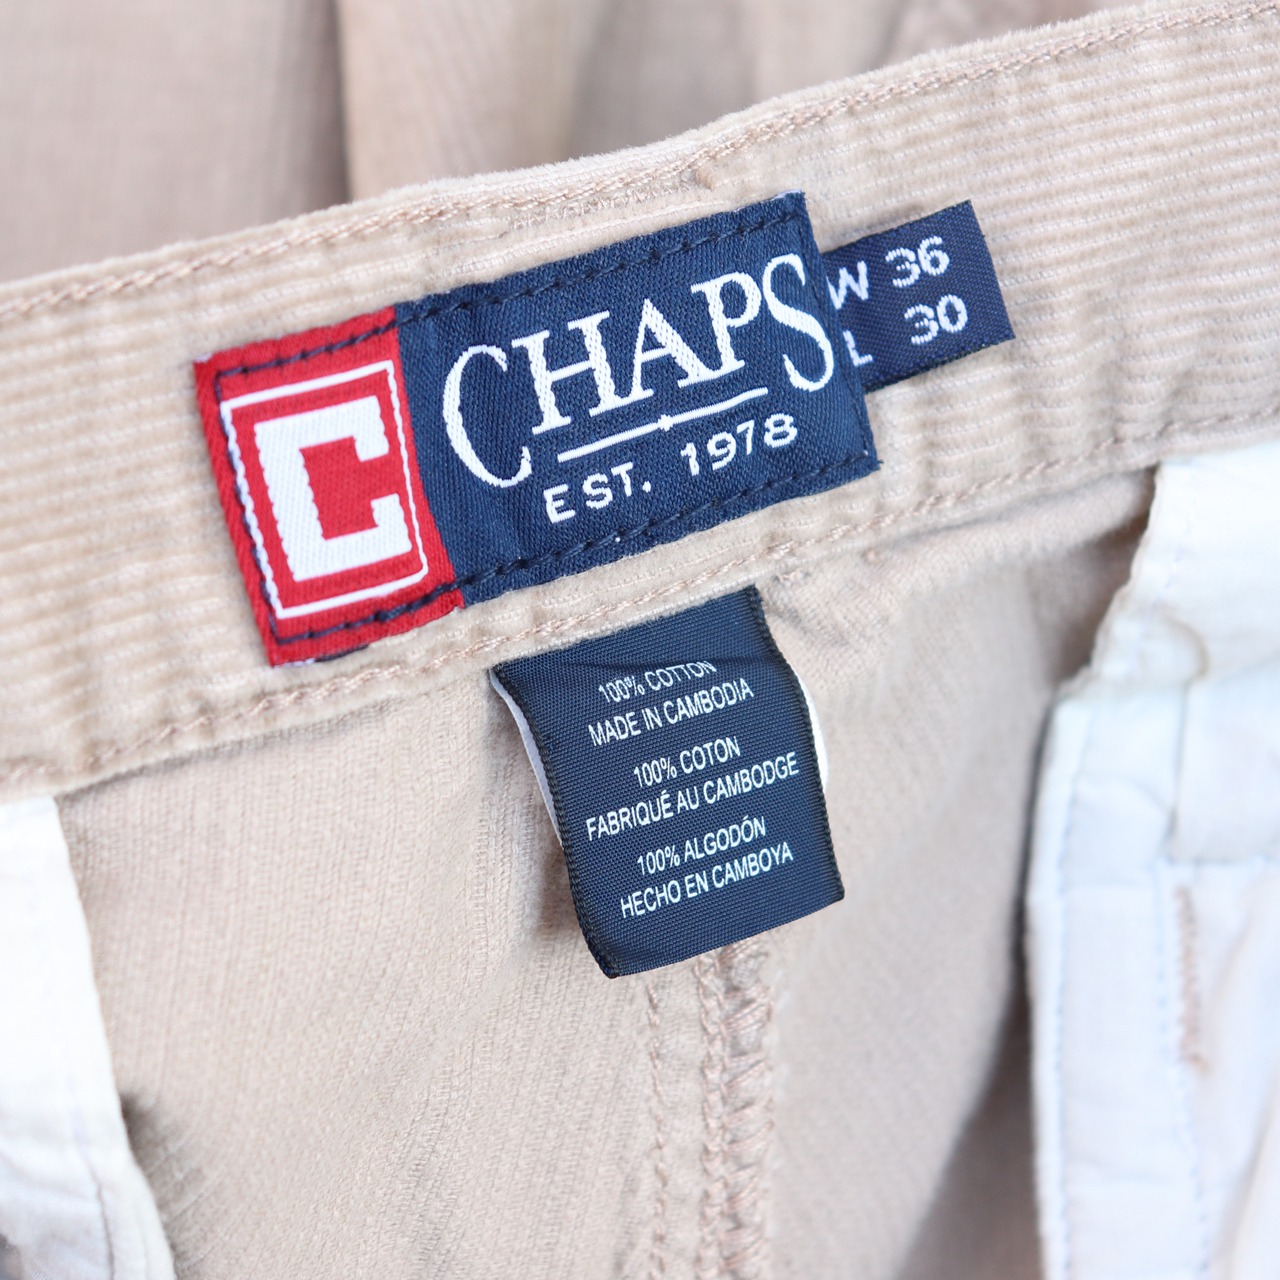 C
CHAPS
EST. 1978
W 36
L 30
100% COTTON
MADE IN CAMBODIA
100% COTON
FABRIQUÉ AU CAMBODGE
100% ALGODÓN
HECHO EN CAMBOYA